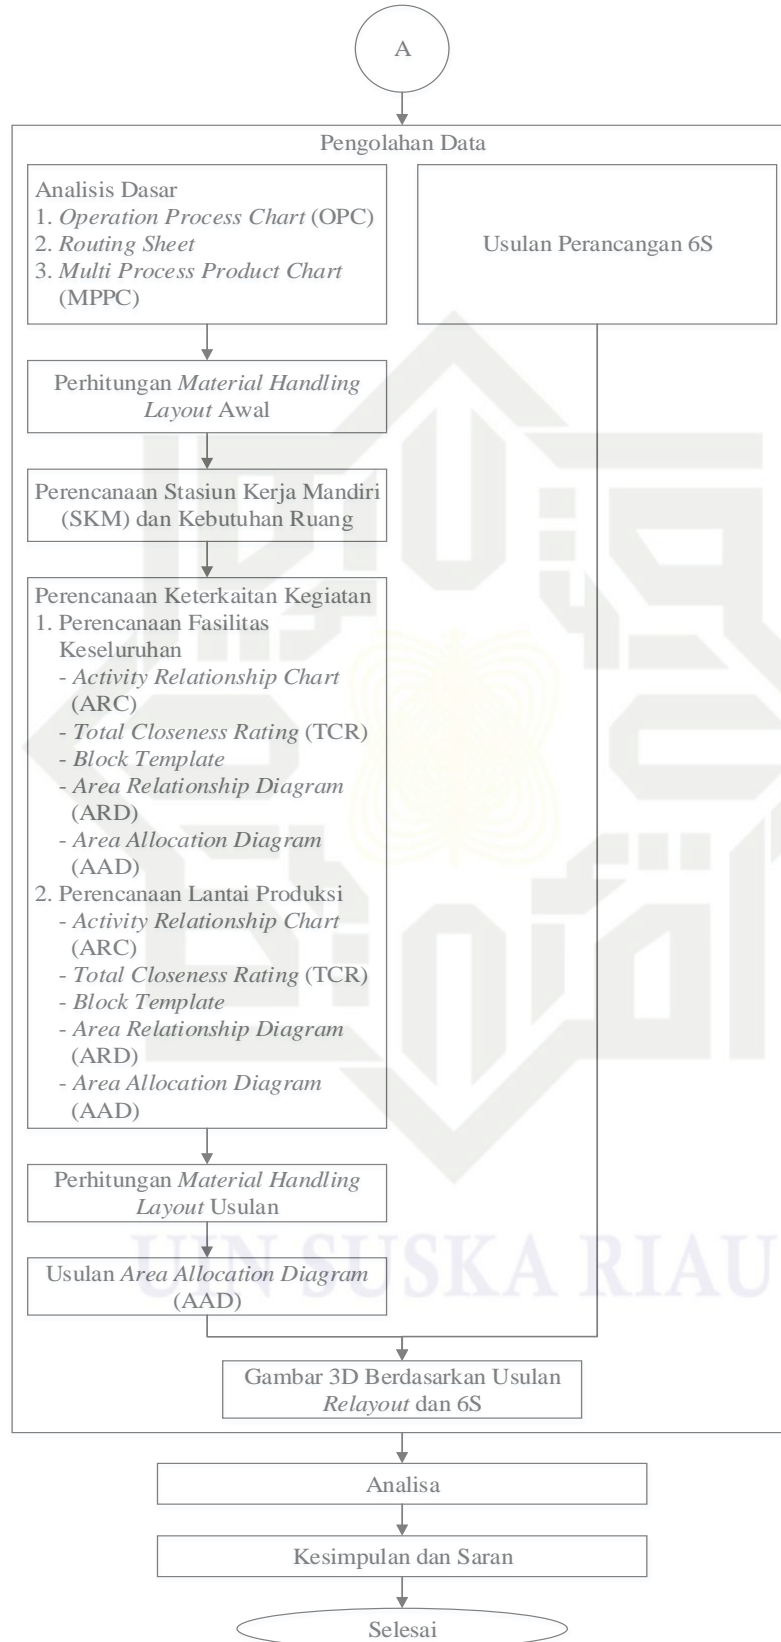 A
Pengolahan Data
Analisis Dasar
1. Operation Process Chart (OPC)
2. Routing Sheet
3. Multi Process Product Chart
(MPPC)
Usulan Perancangan 6S
Perhitungan Material Handling
Layout Awal
Perencanaan Stasiun Kerja Mandiri
(SKM) dan Kebutuhan Ruang
Perencanaan Keterkaitan Kegiatan
1. Perencanaan Fasilitas
Keseluruhan
- Activity Relationship Chart
(ARC)
- Total Closeness Rating (TCR)
- Block Template
- Area Relationship Diagram
(ARD)
- Area Allocation Diagram
(AAD)
2. Perencanaan Lantai Produksi
- Activity Relationship Chart
(ARC)
- Total Closeness Rating (TCR)
- Block Template
- Area Relationship Diagram
(ARD)
- Area Allocation Diagram
(AAD)
Perhitungan Material Handling
Layout Usulan
UIN SUSKA RIAU
Usulan Area Allocation Diagram
(AAD)
Gambar 3D Berdasarkan Usulan
Relayout dan 6S
Analisa
Kesimpulan dan Saran
Selesai